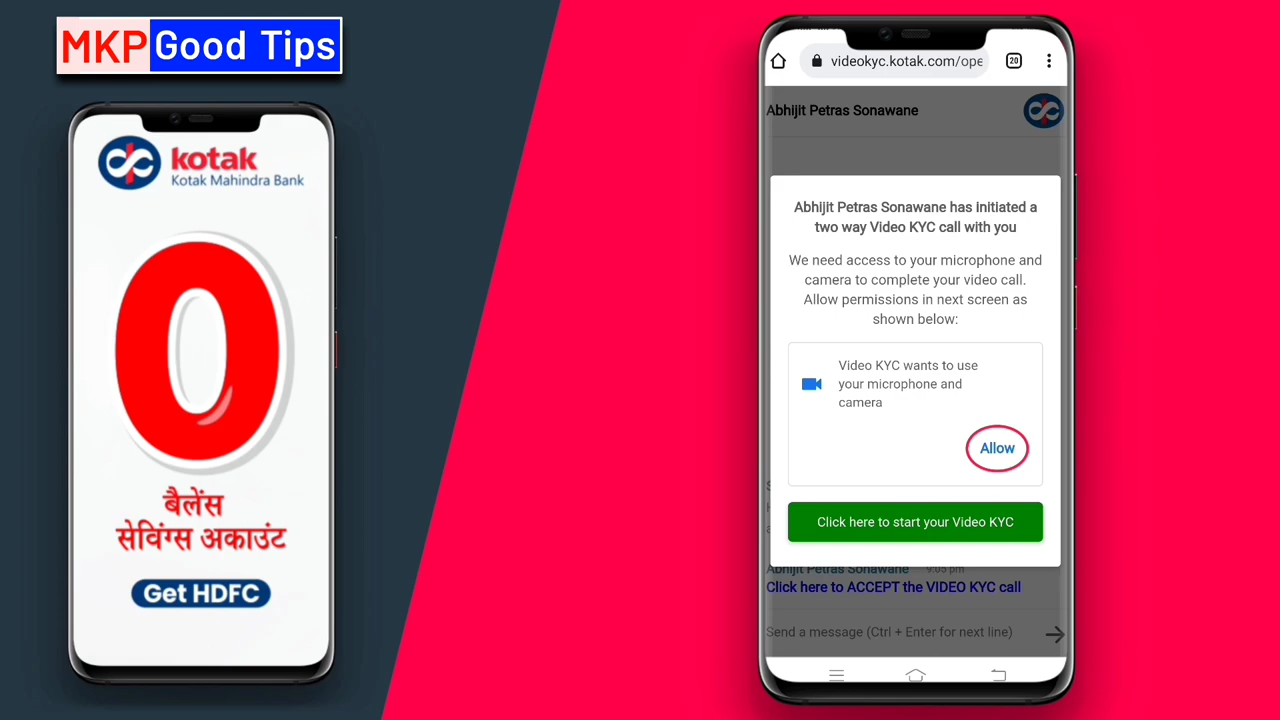 MKP Good Tips
kotak
Kotak Mahindra Bank
0
बैलेंस
सेविंग्स अकाउंट
Get HDFC
videokyc.kotak.com/ope
20
Abhijit Petras Sonawane
Abhijit Petras Sonawane has initiated a
two way Video KYC call with you
We need access to your microphone and
camera to complete your video call.
Allow permissions in next screen as
shown below:
Video KYC wants to use
your microphone and
camera
Allow
Click here to start your Video KYC
Abhijit Petras Sonawane 9:05 pm
Click here to ACCEPT the VIDEO KYC call
Send a message (Ctrl + Enter for next line)